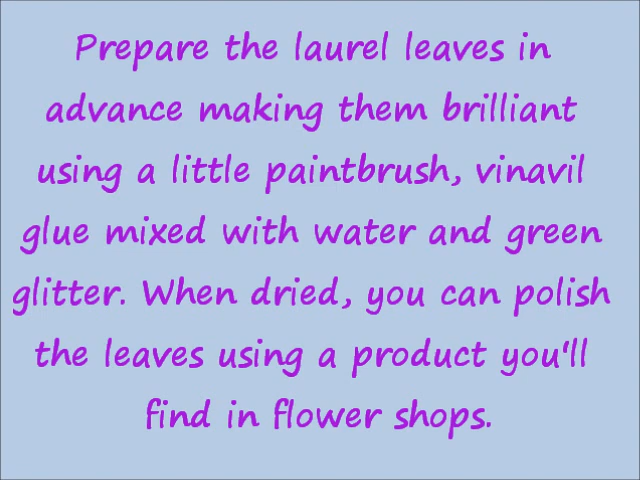 Prepare the laurel leaves in
advance making them brilliant
using a little paintbrush, vinavil
glue mixed with water and green
glitter. When dried, you can polish
the leaves using a product you'll
find in flower shops.